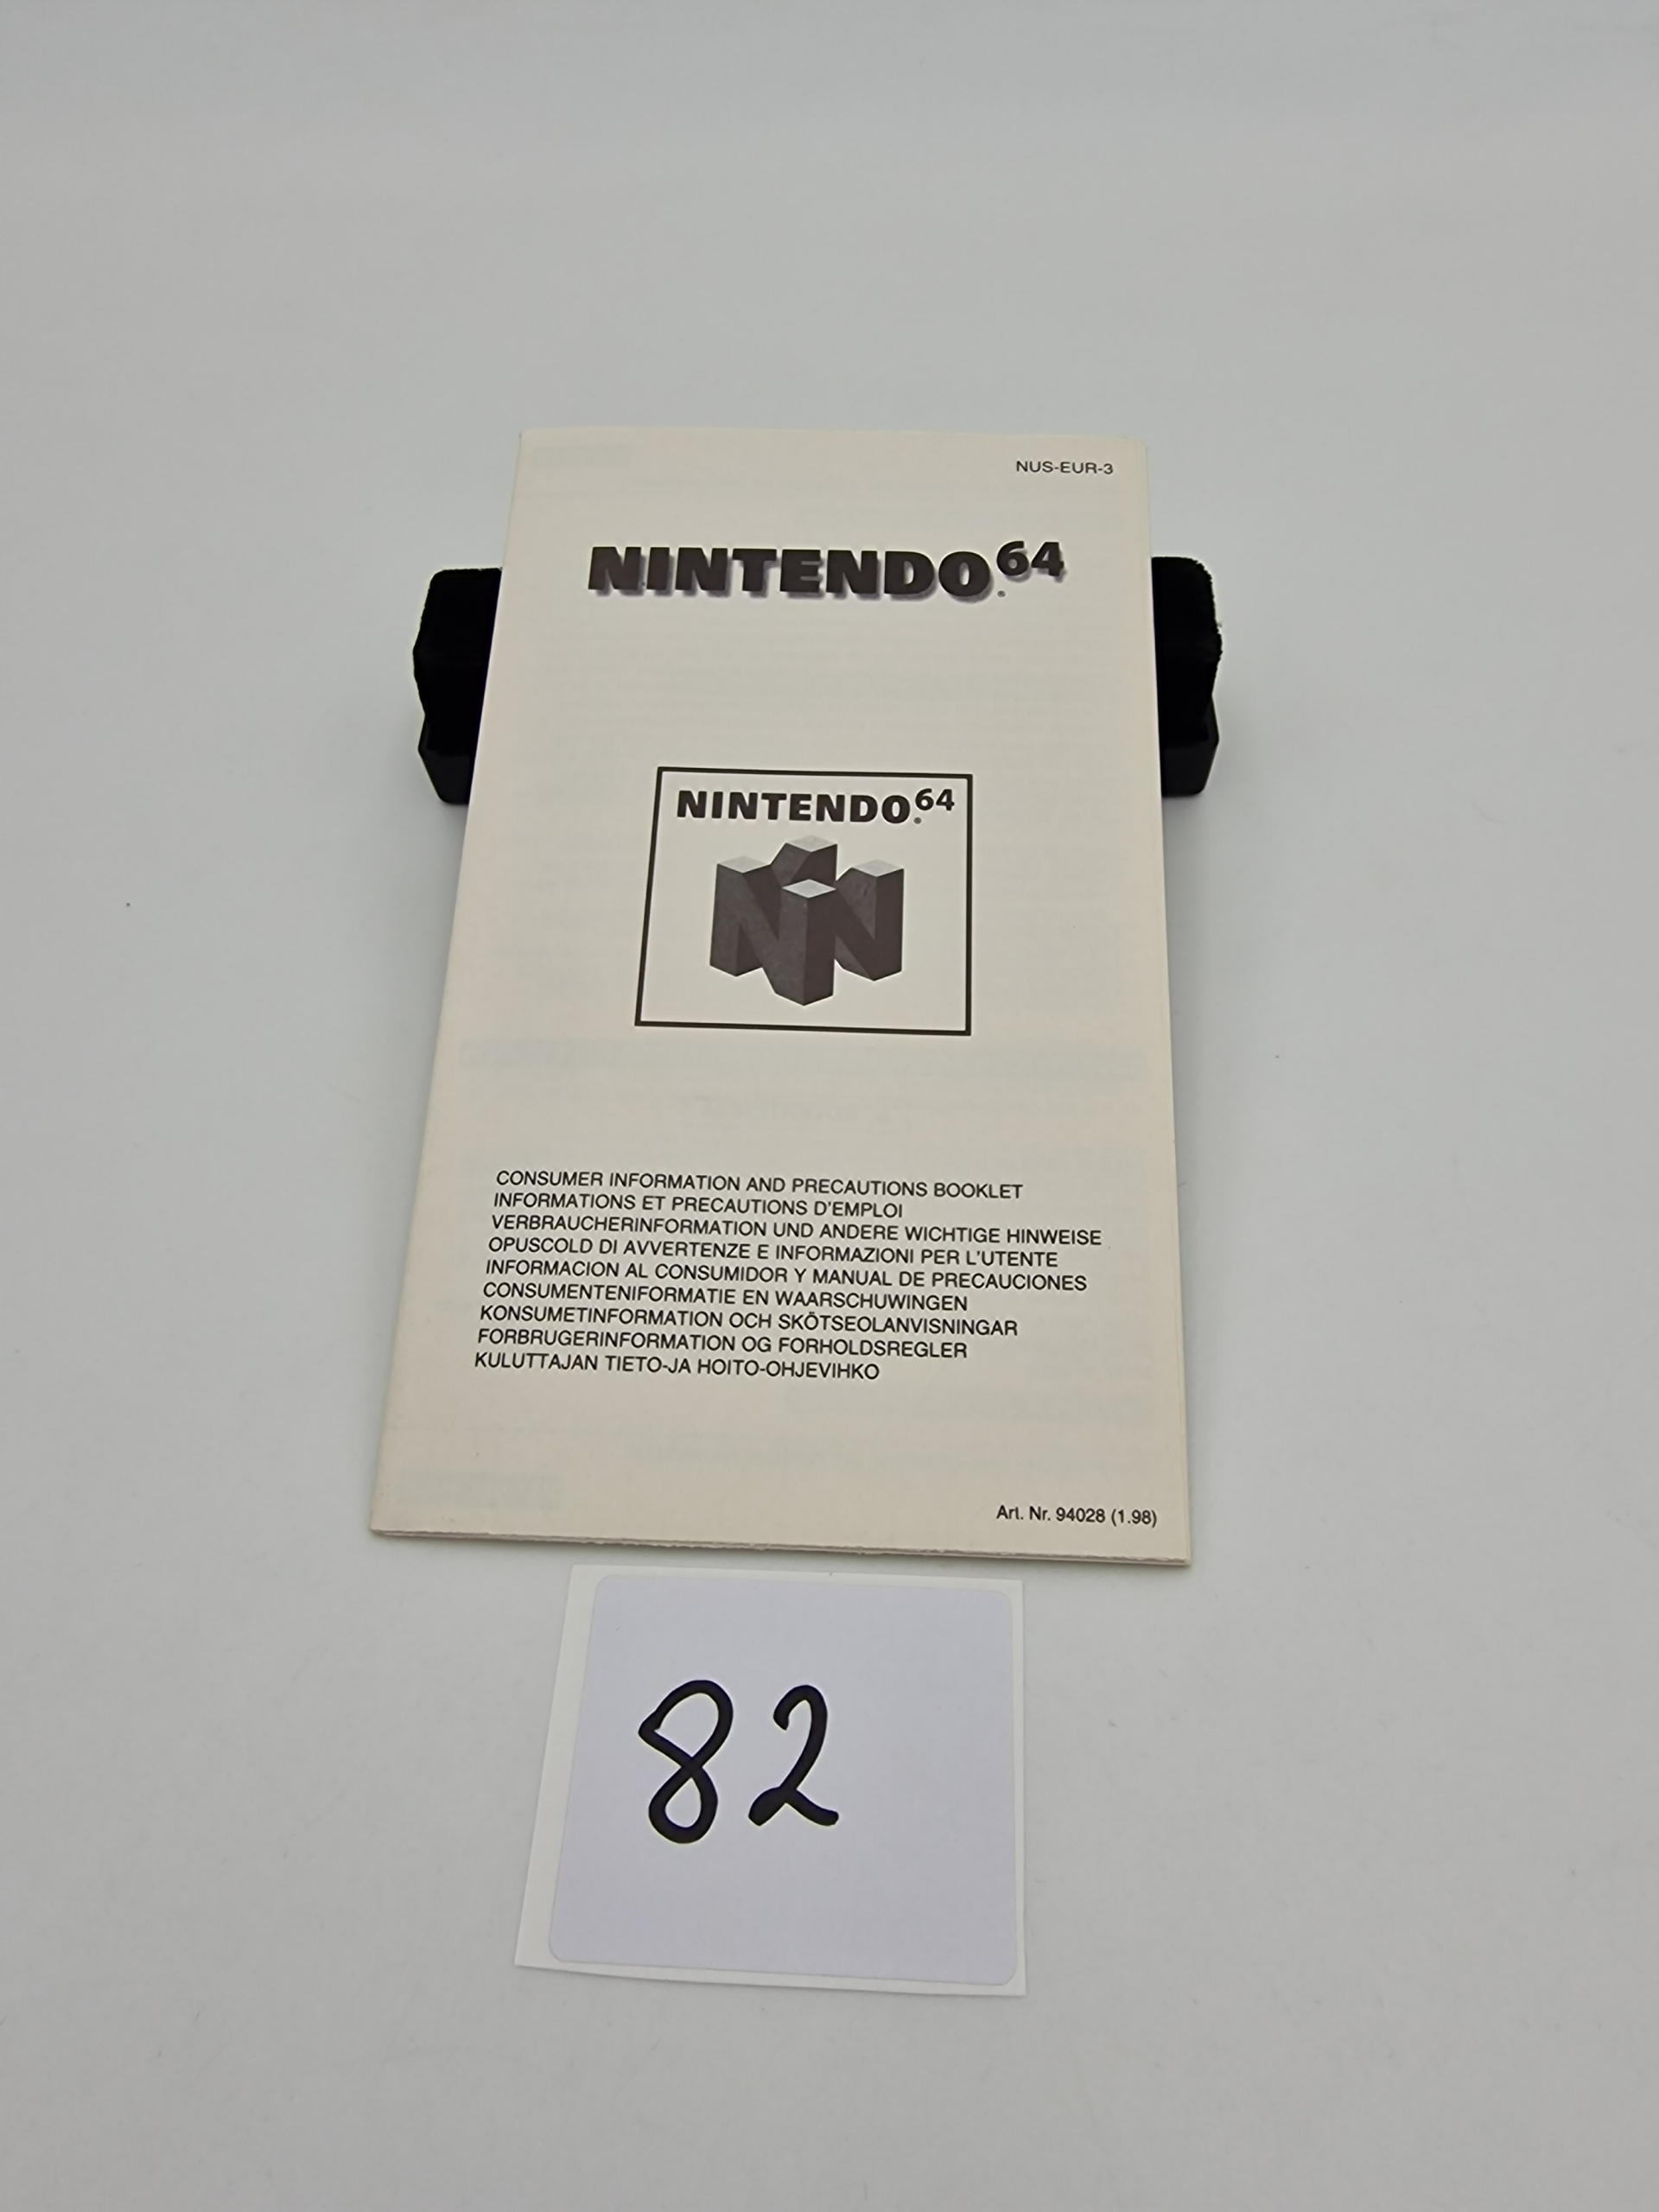 NUS-EUR-3
NINTENDO®64
NINTENDO®64
CONSUMER INFORMATION AND PRECAUTIONS BOOKLET
INFORMATIONS ET PRECAUTIONS D'EMPLOI
VERBRAUCHERINFORMATION UND ANDERE WICHTIGE HINWEISE
OPUSCOLD DI AVVERTENZE E INFORMAZIONI PER L'UTENTE
INFORMACION AL CONSUMIDOR Y MANUAL DE PRECAUCIONES
CONSUMENTENIFORMATIE EN WAARSCHUWINGEN
KONSUMETINFORMATION OCH SKÖTSEOLANVISNINGAR
FORBRUGERINFORMATION OG FORHOLDSREGLER
KULUTTAJAN TIETO-JA HOITO-OHJEVIHKO
Art. Nr. 94028 (1.98)
82